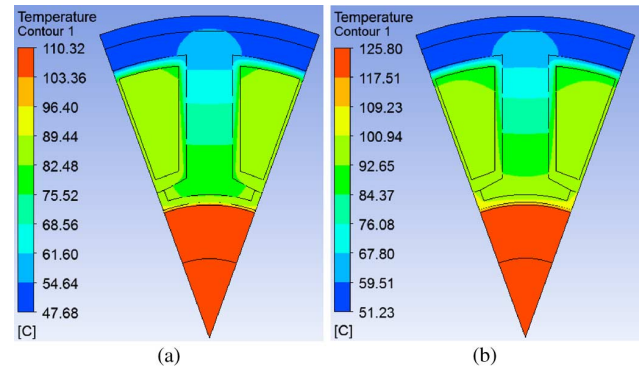 Temperature
Contour 1
110.32
103.36
96.40
89.44
82.48
75.52
68.56
61.60
54.64
47.68
[C]
(a)
Temperature
Contour 1
125.80
117.51
109.23
100.94
92.65
84.37
76.08
67.80
59.51
51.23
[C]
(b)